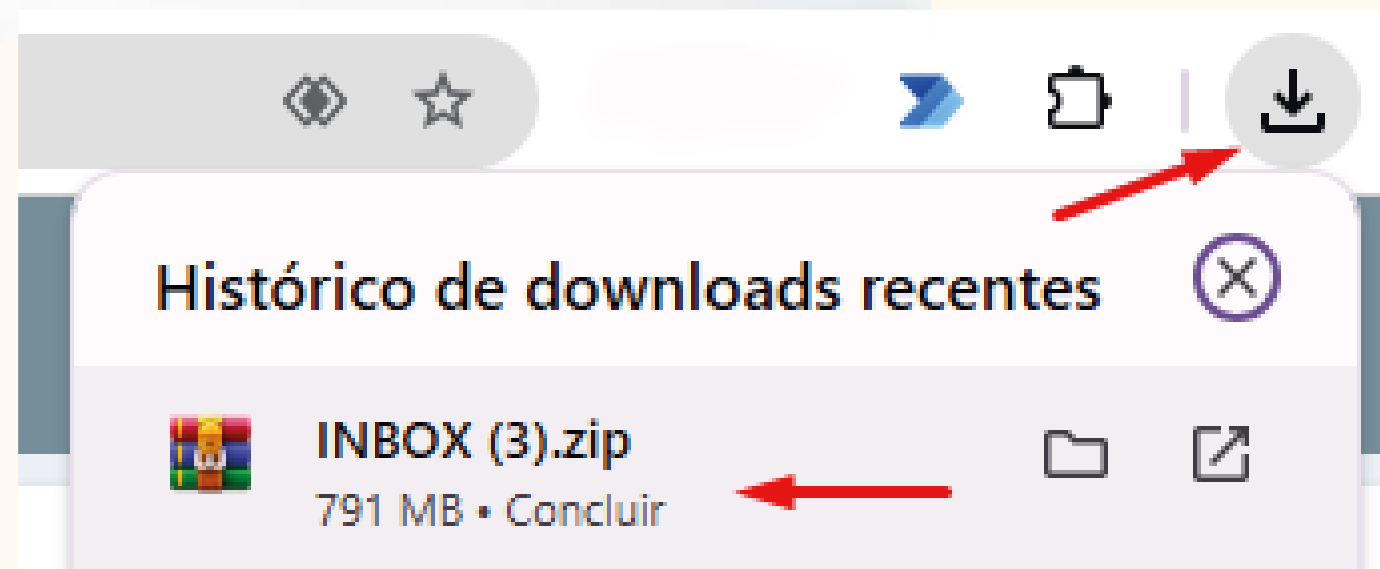 Histórico de downloads recentes
INBOX (3).zip
791 MB • Concluir